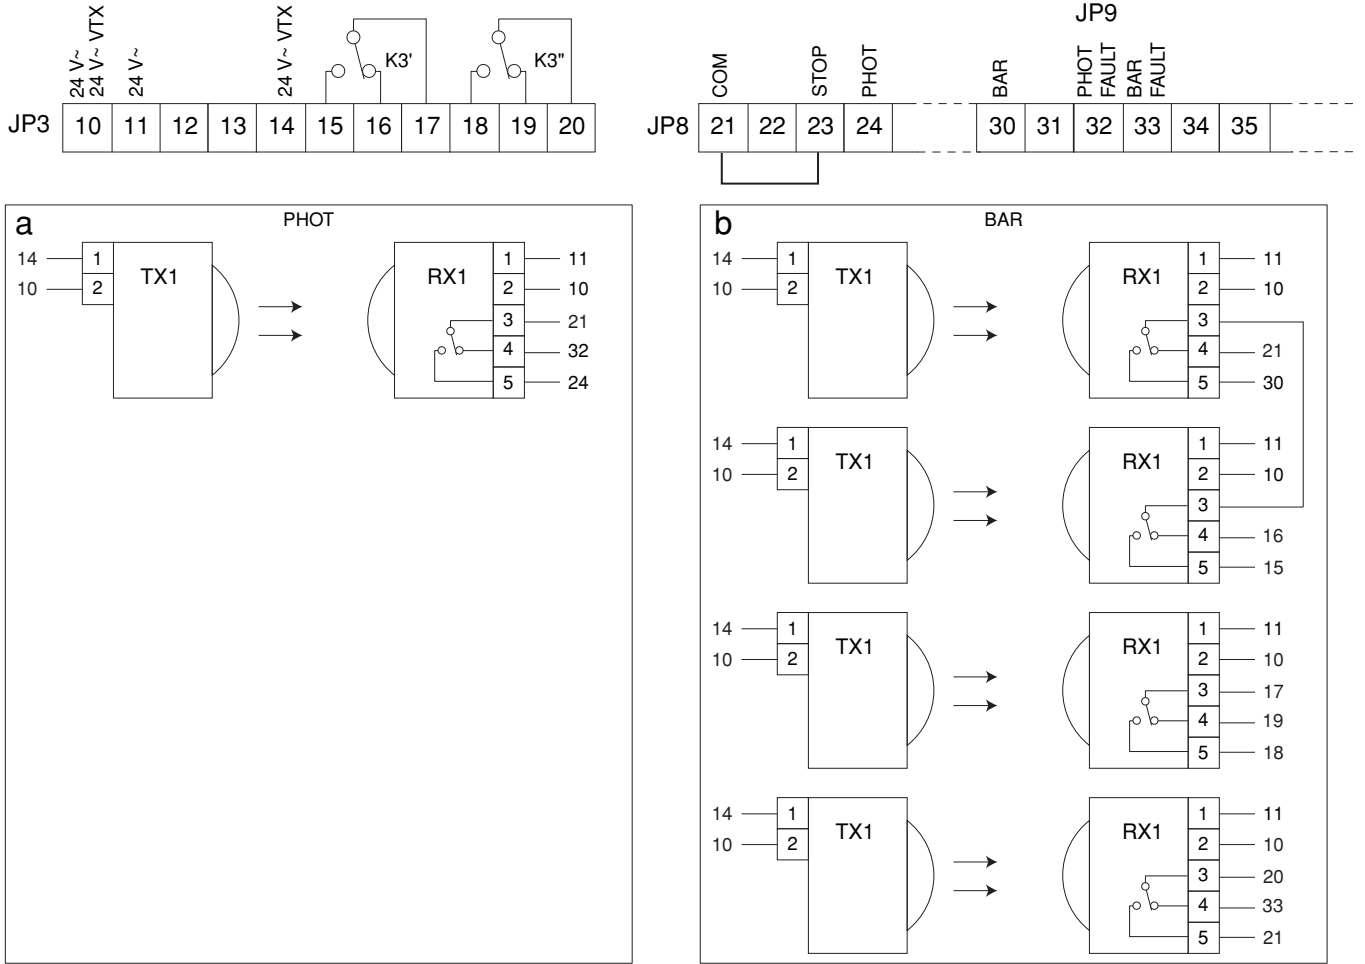 JP9
24 V~
24 V~ VTX
24 V~
24 V~ VTX
K3'
K3"
COM
STOP
PHOT
BAR
PHOT
FAULT
BAR
FAULT
JP3 10 11 12 13 14 15 16 17 18 19 20
JP8 21 22 23 24 30 31 32 33 34 35
a PHOT
14 1 TX1 RX1 1 11
10 2 2 10
3 21
4 32
5 24
b BAR
14 1 TX1 RX1 1 11
10 2 2 10
3
4 21
5 30
14 1 TX1 RX1 1 11
10 2 2 10
3
4 16
5 15
14 1 TX1 RX1 1 11
10 2 2 10
3 17
4 19
5 18
14 1 TX1 RX1 1 11
10 2 2 10
3 20
4 33
5 21